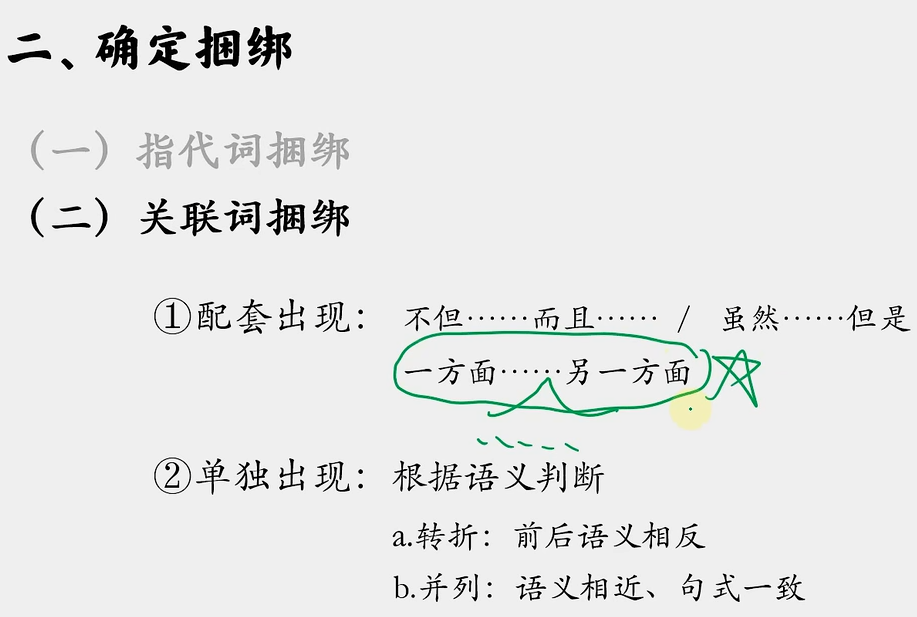 二、确定捆绑
（一）指代词捆绑
（二）关联词捆绑
①配套出现：不但……而且…… / 虽然……但是
一方面……另一方面
②单独出现：根据语义判断
a.转折：前后语义相反
b.并列：语义相近、句式一致